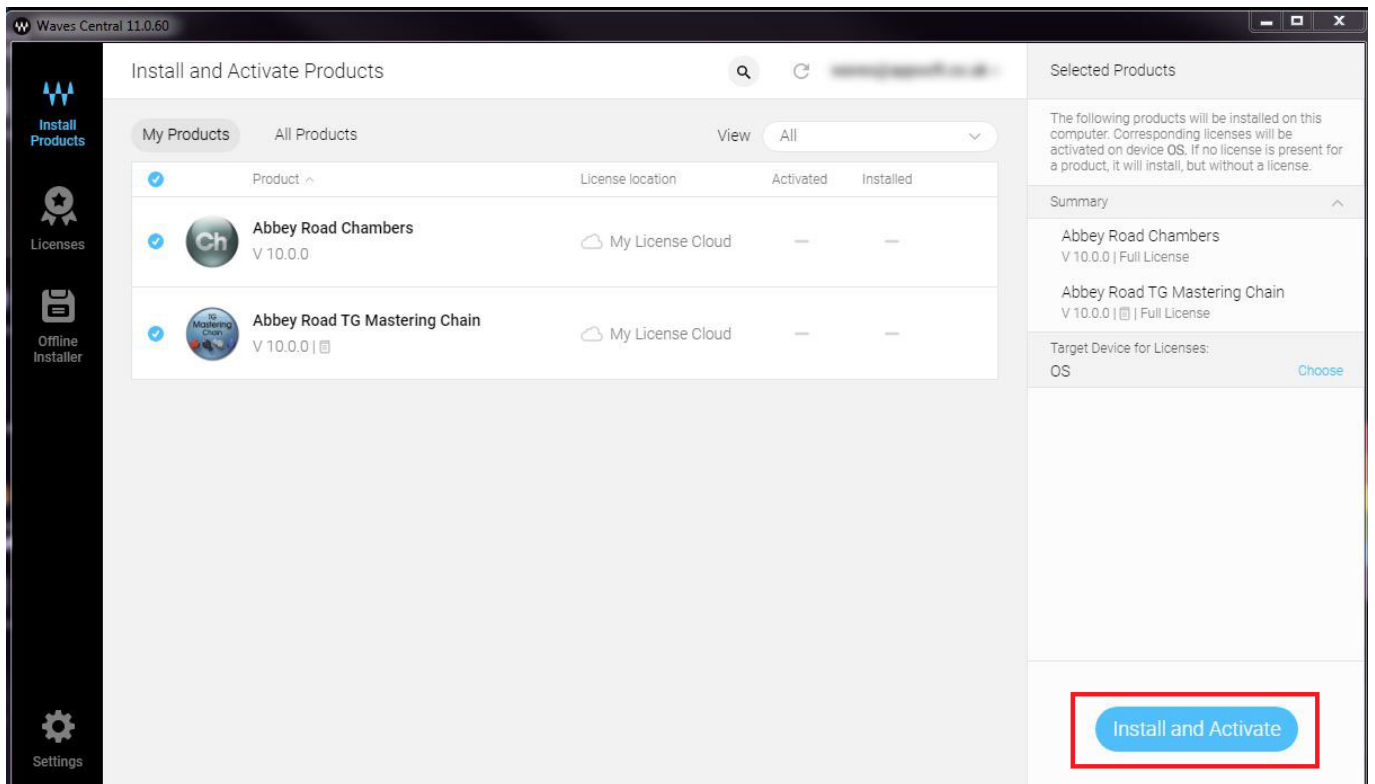 Waves Central 11.0.60
Install
Products
Licenses
Offline
Installer
Settings
Install and Activate Products
My Products All Products View All
Product License location Activated Installed
Ch
Abbey Road Chambers
V 10.0.0
My License Cloud
TG
Mastering
Chain
Abbey Road TG Mastering Chain
V 10.0.0 |
My License Cloud
Selected Products
The following products will be installed on this
computer. Corresponding licenses will be
activated on device OS. If no license is present for
a product, it will install, but without a license.
Summary
Abbey Road Chambers
V 10.0.0 | Full License
Abbey Road TG Mastering Chain
V 10.0.0 | | Full License
Target Device for Licenses:
OS Choose
Install and Activate